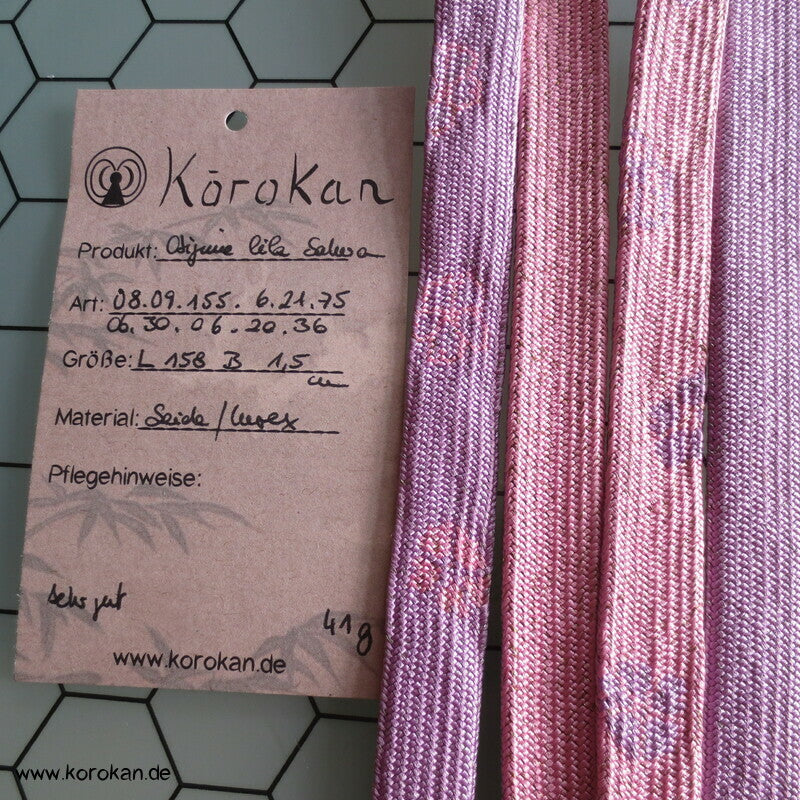 Kōrokan
Produkt: Obijime lila Sakura
Art: 08.09.155.6.21.75
06.30.06.20.36
Größe: L 158 B 1,5
cm
Material: Seide/Lurex
Pflegehinweise:
sehr gut
41g
www.korokan.de
www.korokan.de